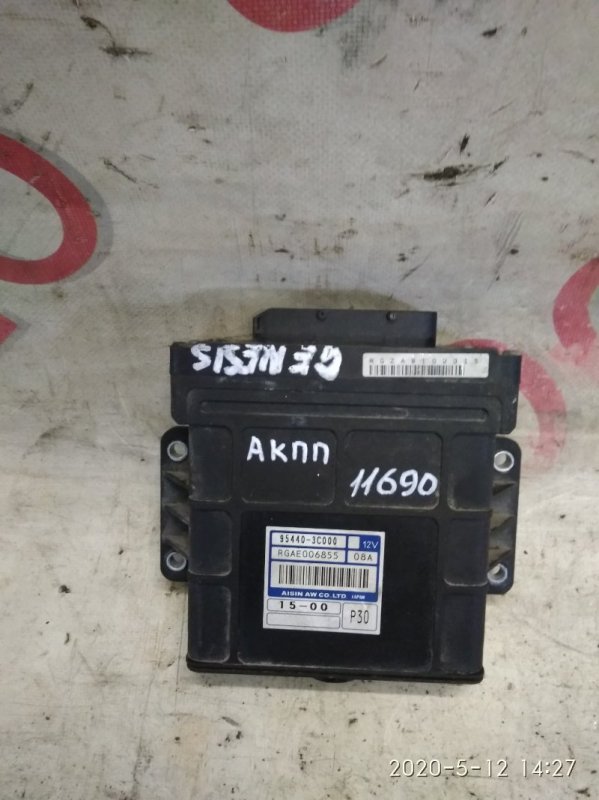 GENESIS
АКПП
11690
95440-3C000 12V
RGAE006855 08A
AISIN AW CO.,LTD. JAPAN
15-00
P30
2020-5-12 14:27